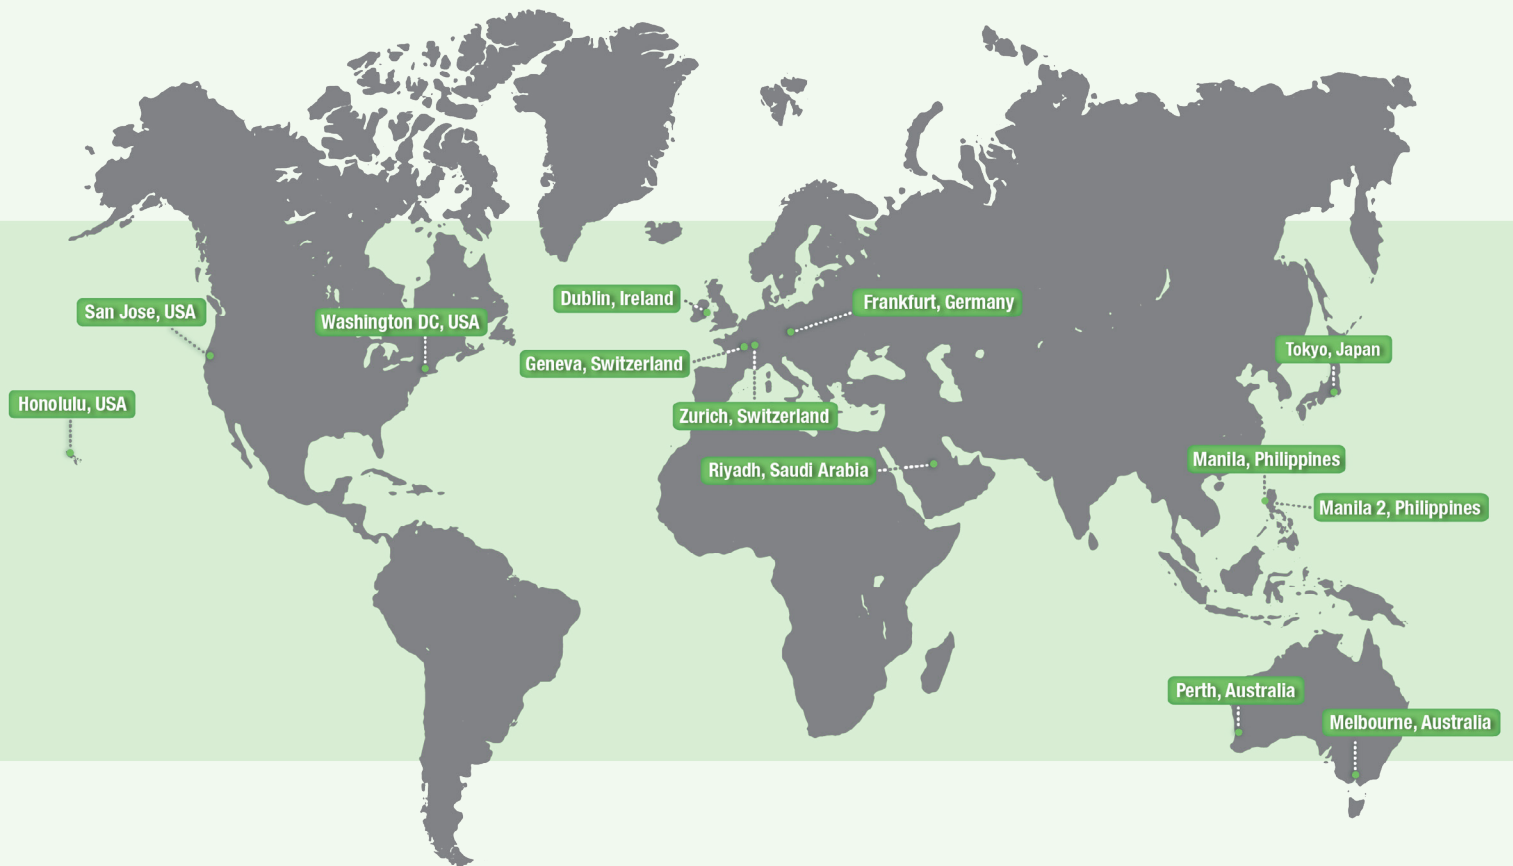 Dublin, Ireland
Frankfurt, Germany
San Jose, USA
Washington DC, USA
Tokyo, Japan
Geneva, Switzerland
Honolulu, USA
Zurich, Switzerland
Manila, Philippines
Riyadh, Saudi Arabia
Manila 2, Philippines
Perth, Australia
Melbourne, Australia